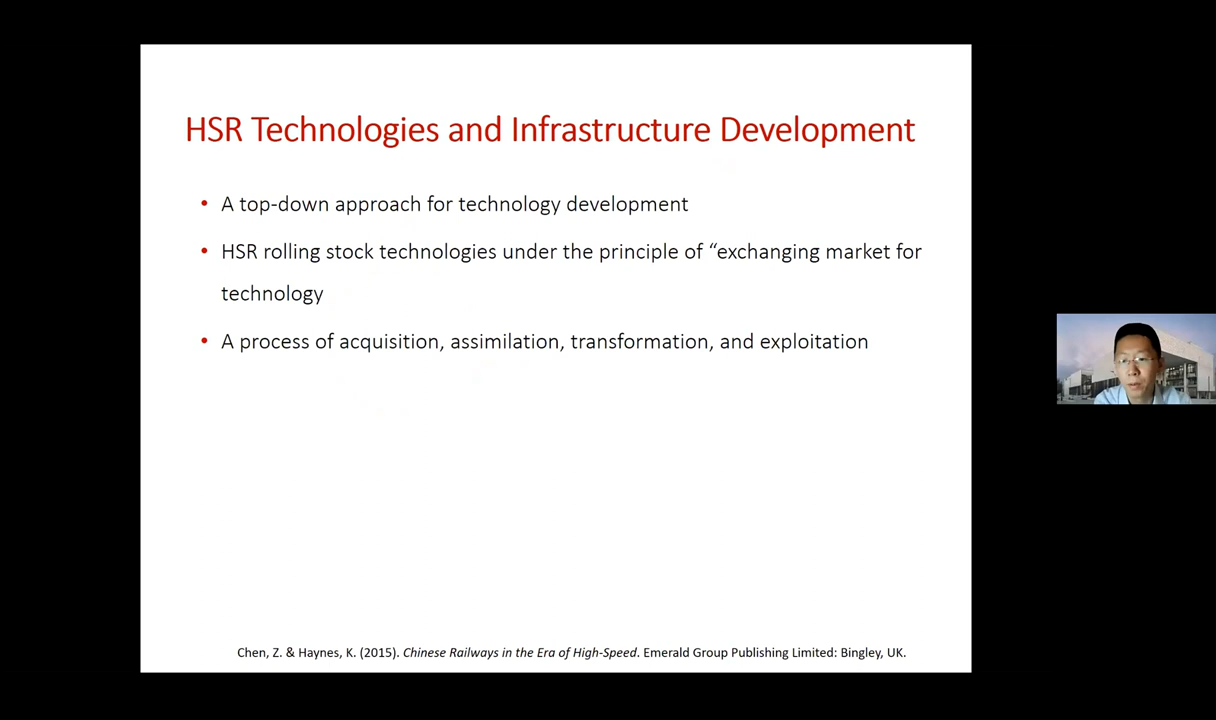 HSR Technologies and Infrastructure Development
• A top-down approach for technology development
• HSR rolling stock technologies under the principle of “exchanging market for
technology
• A process of acquisition, assimilation, transformation, and exploitation
Chen, Z. & Haynes, K. (2015). Chinese Railways in the Era of High-Speed. Emerald Group Publishing Limited: Bingley, UK.